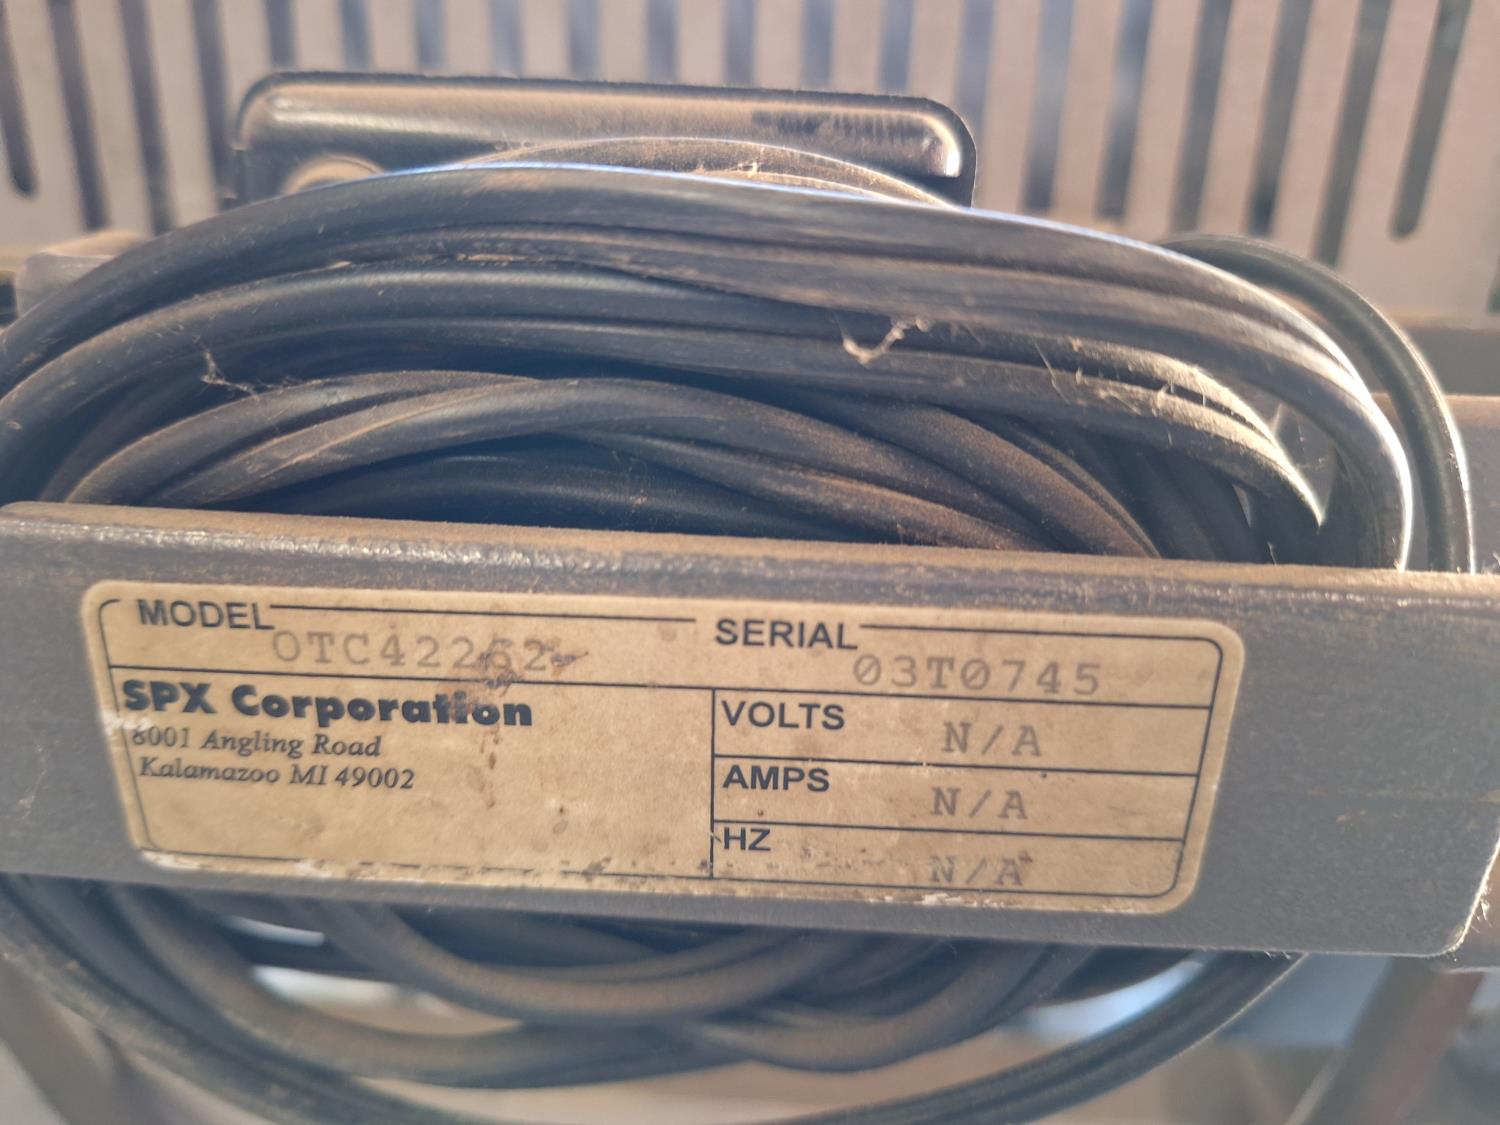 MODEL OTC42262
SERIAL 03T0745
SPX Corporation
8001 Angling Road
Kalamazoo MI 49002
VOLTS N/A
AMPS N/A
HZ N/A